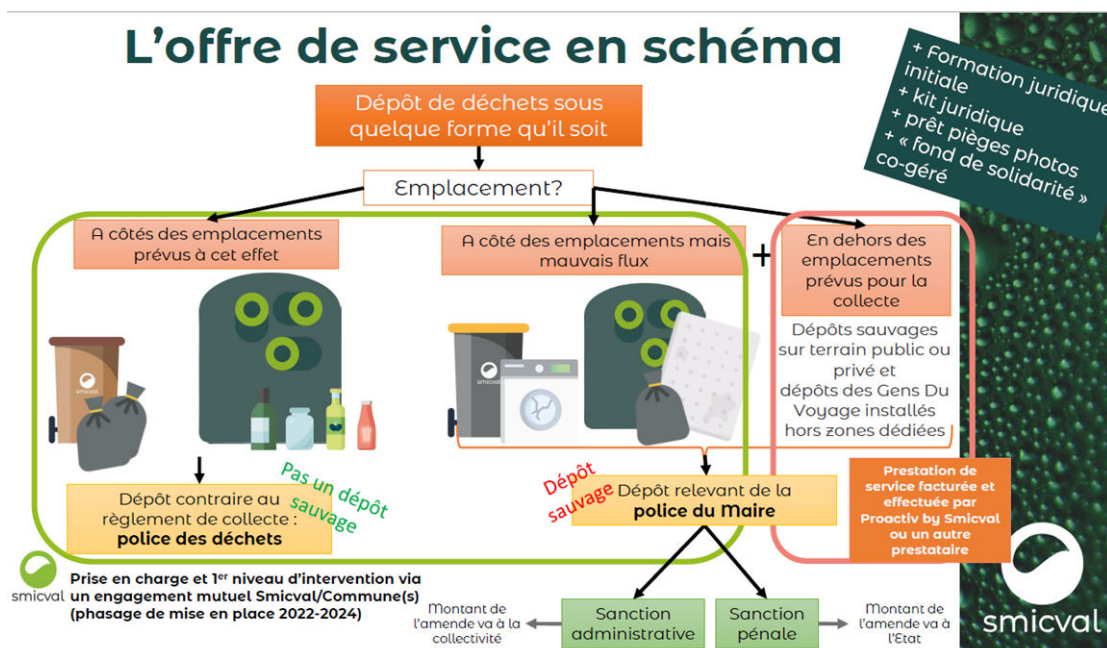 L'offre de service en schéma
+ Formation juridique
initiale
+ kit juridique
+ prêt pièges photos
+ « fond de solidarité »
co-géré
Dépôt de déchets sous
quelque forme qu'il soit
Emplacement?
A côtés des emplacements
prévus à cet effet
A côté des emplacements mais
mauvais flux
+
En dehors des
emplacements
prévus pour la
collecte
smicval
smicval
Dépôts sauvages
sur terrain public ou
privé et
dépôts des Gens Du
Voyage installés
hors zones dédiées
Pas un dépôt
sauvage
Dépôt
sauvage
Dépôt contraire au
règlement de collecte :
police des déchets
Dépôt relevant de la
police du Maire
Prestation de
service facturée et
effectuée par
Proactiv by Smicval
ou un autre
prestataire
smicval
Prise en charge et 1er niveau d'intervention via
un engagement mutuel Smicval/Commune(s)
(phasage de mise en place 2022-2024)
Montant de
l'amende va à la
collectivité
Sanction
administrative
Sanction
pénale
Montant de
l'amende va à
l'Etat
smicval